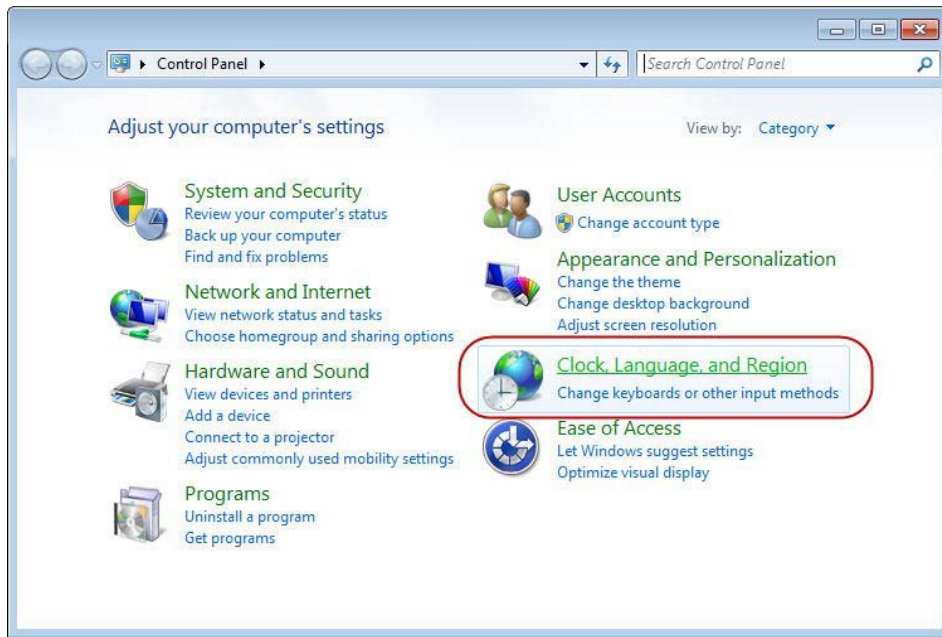 Control Panel
Search Control Panel
Adjust your computer's settings
View by: Category
System and Security
Review your computer's status
Back up your computer
Find and fix problems
Network and Internet
View network status and tasks
Choose homegroup and sharing options
Hardware and Sound
View devices and printers
Add a device
Connect to a projector
Adjust commonly used mobility settings
Programs
Uninstall a program
Get programs
User Accounts
Change account type
Appearance and Personalization
Change the theme
Change desktop background
Adjust screen resolution
Clock, Language, and Region
Change keyboards or other input methods
Ease of Access
Let Windows suggest settings
Optimize visual display